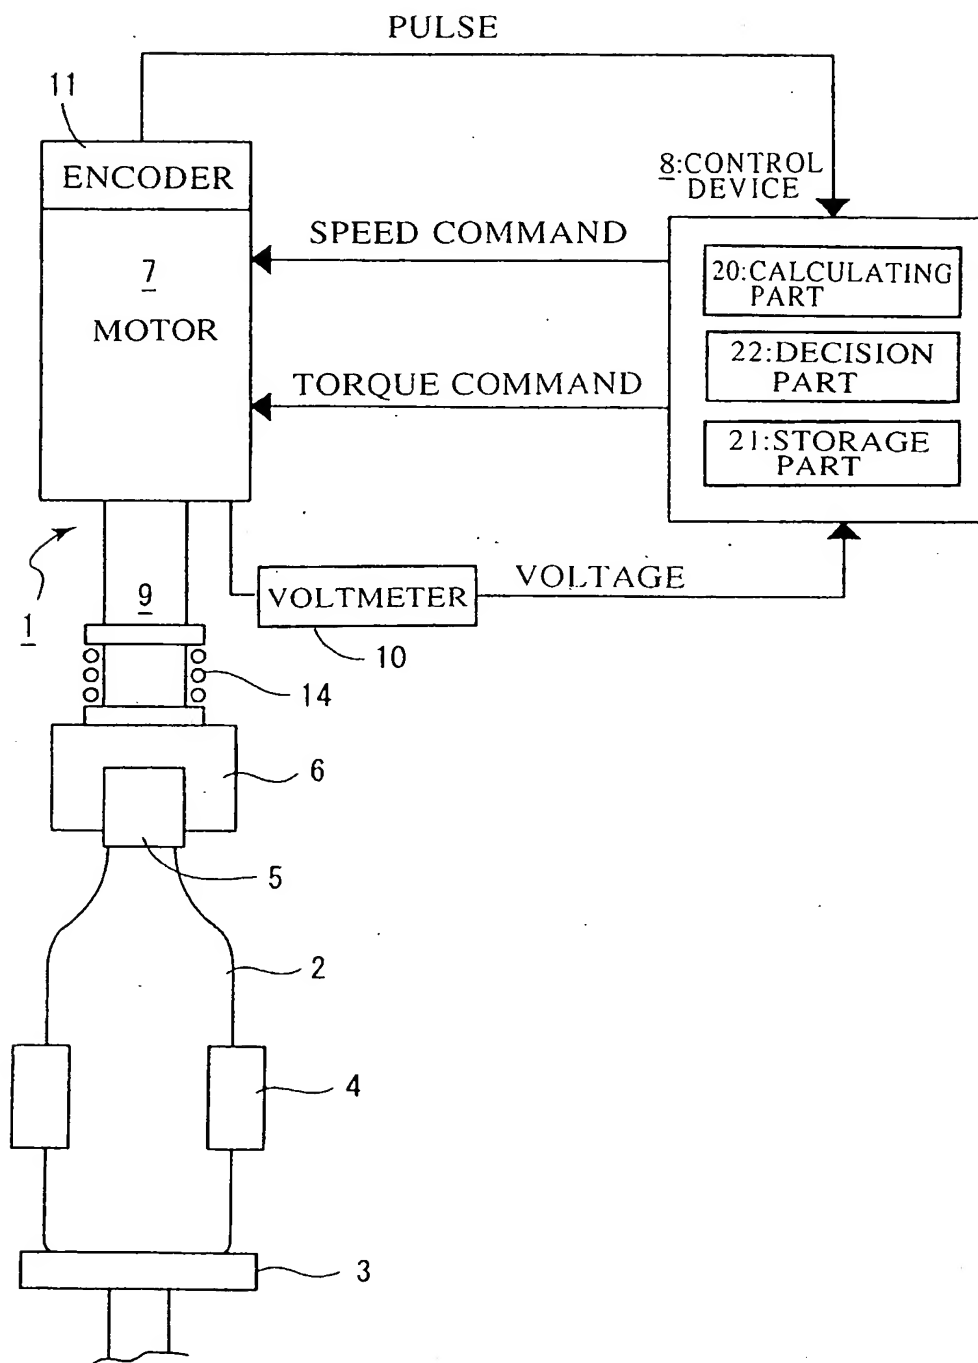 PULSE
11
ENCODER
8:CONTROL
DEVICE
SPEED COMMAND
7
MOTOR
20:CALCULATING
PART
22:DECISION
PART
TORQUE COMMAND
21:STORAGE
PART
1
9
VOLTMETER
VOLTAGE
10
14
6
5
2
4
3